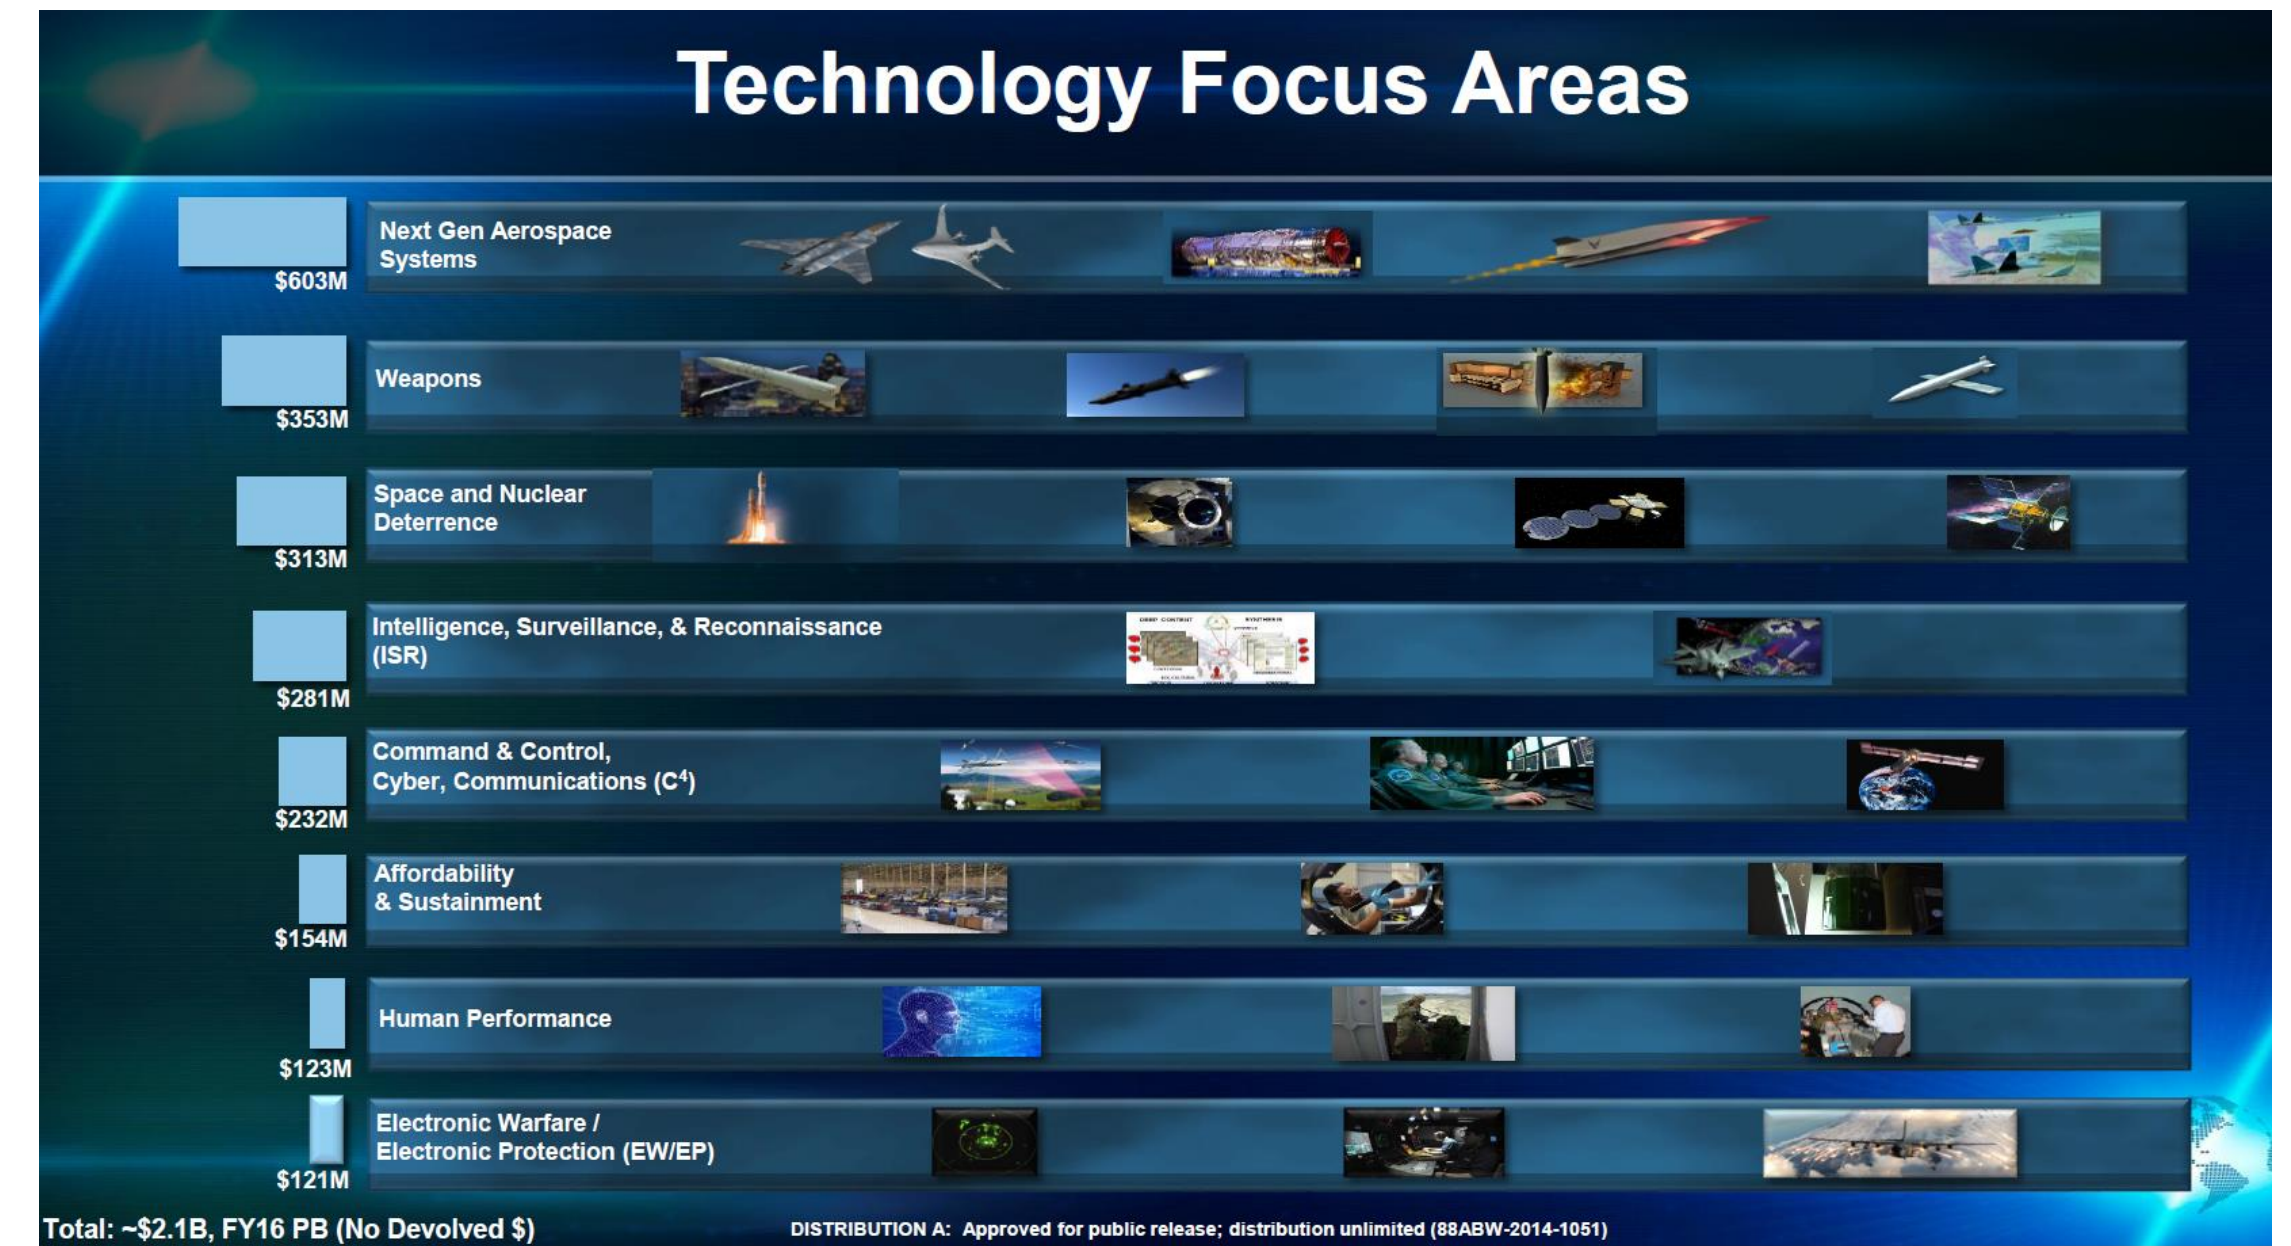 Technology Focus Areas
Next Gen Aerospace
Systems
$603M
Weapons
$353M
Space and Nuclear
Deterrence
$313M
Intelligence, Surveillance, & Reconnaissance
(ISR)
$281M
Command & Control,
Cyber, Communications (C⁴)
$232M
Affordability
& Sustainment
$154M
Human Performance
$123M
Electronic Warfare /
Electronic Protection (EW/EP)
$121M
Total: ~$2.1B, FY16 PB (No Devolved $)
DISTRIBUTION A: Approved for public release; distribution unlimited (88ABW-2014-1051)